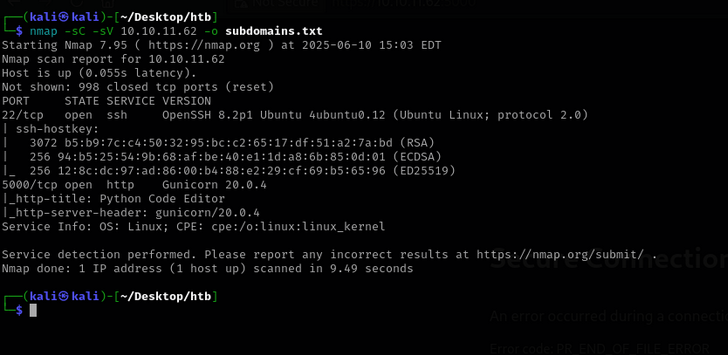 ┌──(kali㉿kali)-[~/Desktop/htb]
└─$ nmap -sC -sV 10.10.11.62 -o subdomains.txt
Starting Nmap 7.95 ( https://nmap.org ) at 2025-06-10 15:03 EDT
Nmap scan report for 10.10.11.62
Host is up (0.055s latency).
Not shown: 998 closed tcp ports (reset)
PORT     STATE SERVICE VERSION
22/tcp   open  ssh     OpenSSH 8.2p1 Ubuntu 4ubuntu0.12 (Ubuntu Linux; protocol 2.0)
| ssh-hostkey:
|   3072 b5:b9:7c:c4:50:32:95:bc:c2:65:17:df:51:a2:7a:bd (RSA)
|   256 94:b5:25:54:9b:68:af:be:40:e1:1d:a8:6b:85:0d:01 (ECDSA)
|_  256 12:8c:dc:97:ad:86:00:b4:88:e2:29:cf:69:b5:65:96 (ED25519)
5000/tcp open  http    Gunicorn 20.0.4
|_http-title: Python Code Editor
|_http-server-header: gunicorn/20.0.4
Service Info: OS: Linux; CPE: cpe:/o:linux:linux_kernel
Service detection performed. Please report any incorrect results at https://nmap.org/submit/ .
Nmap done: 1 IP address (1 host up) scanned in 9.49 seconds
Secure Connection
┌──(kali㉿kali)-[~/Desktop/htb]
└─$
An error occurred during a connecti
Error code: PR_END_OF_FILE_ERROR